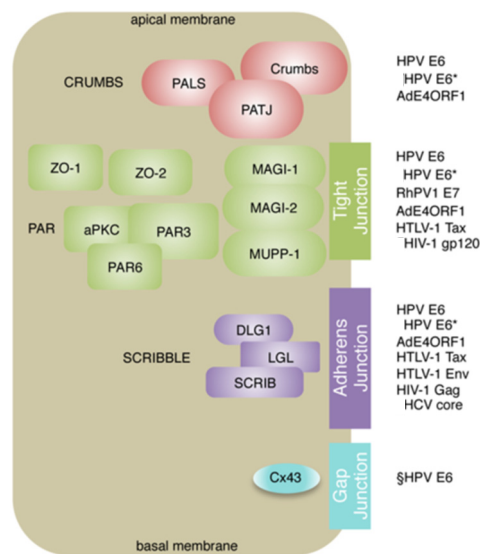 apical membrane
CRUMBS
PALS
Crumbs
PATJ
HPV E6
HPV E6*
AdE4ORF1
ZO-1
ZO-2
MAGI-1
MAGI-2
MUPP-1
PAR
aPKC
PAR3
PAR6
Tight
Junction
HPV E6
HPV E6*
RhPV1 E7
AdE4ORF1
HTLV-1 Tax
HIV-1 gp120
SCRIBBLE
DLG1
LGL
SCRIB
Adherens
Junction
HPV E6
HPV E6*
AdE4ORF1
HTLV-1 Tax
HTLV-1 Env
HIV-1 Gag
HCV core
Cx43
Gap
Junction
§HPV E6
basal membrane